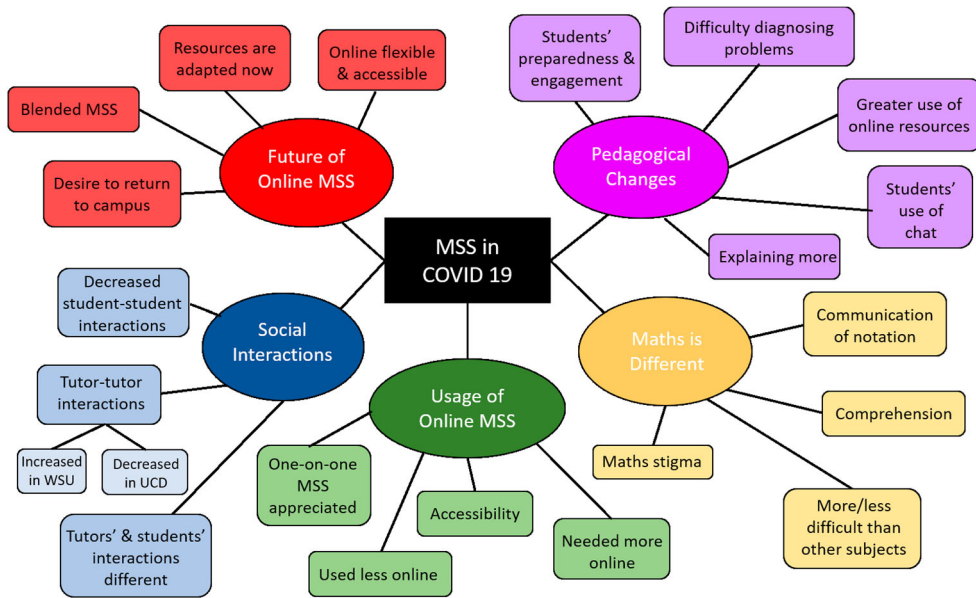 MSS in
COVID 19
Future of
Online MSS
Resources are
adapted now
Online flexible
& accessible
Blended MSS
Desire to return
to campus
Pedagogical
Changes
Students'
preparedness &
engagement
Difficulty diagnosing
problems
Greater use of
online resources
Students'
use of
chat
Explaining more
Social
Interactions
Decreased
student-student
interactions
Tutor-tutor
interactions
Increased
in WSU
Decreased
in UCD
Tutors' & students'
interactions
different
Usage of
Online MSS
One-on-one
MSS
appreciated
Used less online
Accessibility
Needed more
online
Maths is
Different
Communication
of notation
Comprehension
Maths stigma
More/less
difficult than
other subjects